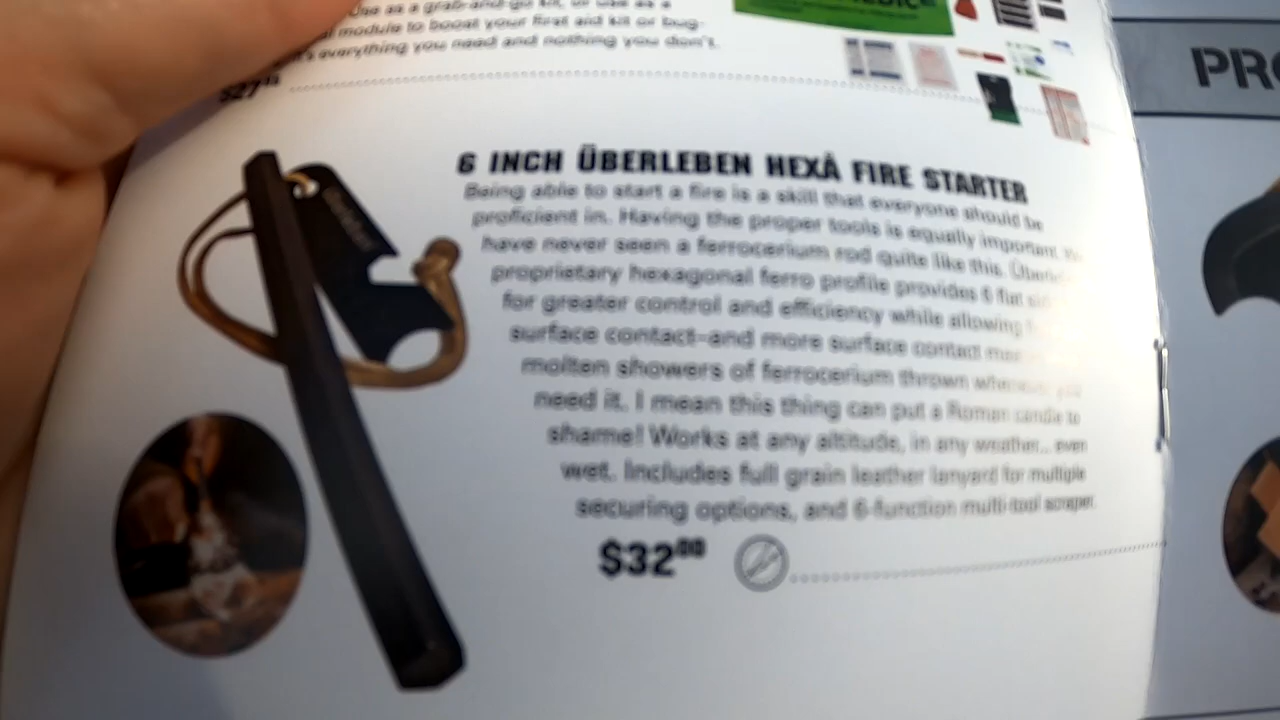 Use as a grab-and-go kit, or use as a
module to boost your first aid kit or bug-
everything you need and nothing you don't.
$27
PRO
6 INCH ÜBERLEBEN HEXÅ FIRE STARTER
Being able to start a fire is a skill that everyone should be
proficient in. Having the proper tools is equally important.
have never seen a ferrocerium rod quite like this.
proprietary hexagonal ferro profile provides 6 flat
for greater control and efficiency while allowing
surface contact–and more surface contact
molten showers of ferrocerium thrown whenever you
need it. I mean this thing can put a Roman candle to
shame! Works at any altitude, in any weather... even
wet. Includes full grain leather lanyard for multiple
securing options, and 6-function multi-tool scraper.
$32.00